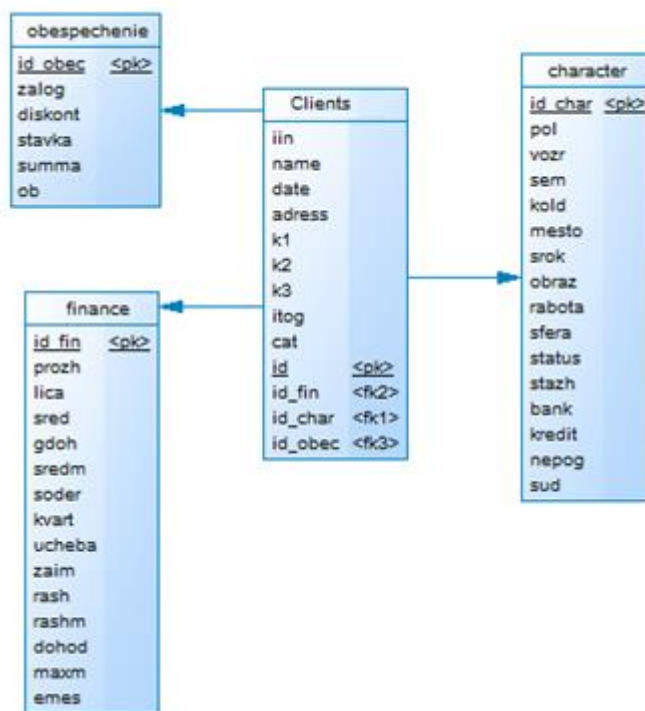 obespechenie
id_obec <pk>
zalog
diskont
stavka
summa
ob
Clients
iin
name
date
adress
k1
k2
k3
itog
cat
id <pk>
id_fin <fk2>
id_char <fk1>
id_obec <fk3>
character
id_char <pk>
pol
vozr
sem
kold
mesto
srok
obraz
rabota
sfera
status
stazh
bank
kredit
nepog
sud
finance
id_fin <pk>
prozh
lica
sred
gdoh
sredm
soder
kvart
ucheba
zaim
rash
rashm
dohod
maxm
emes